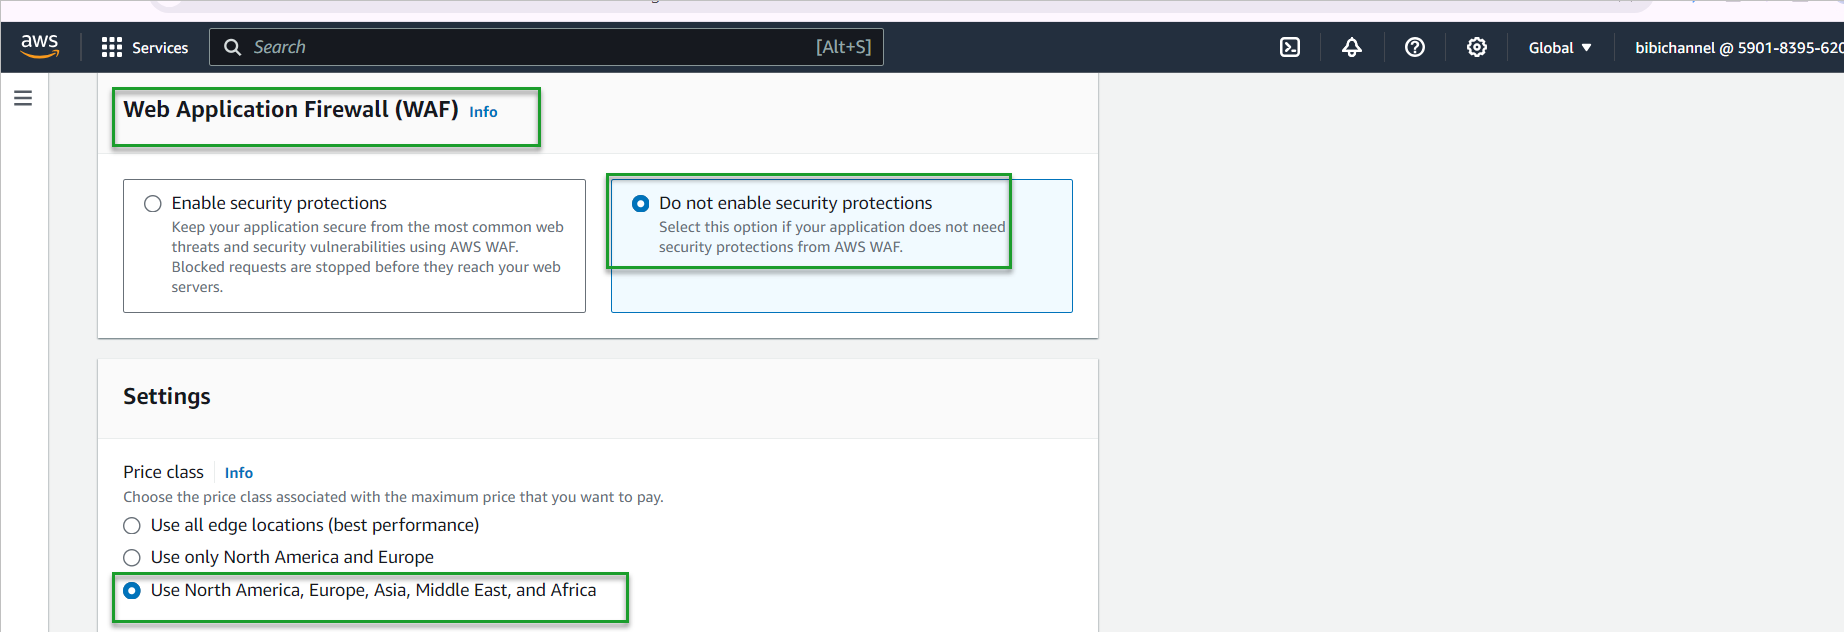 aws
Services
Search
[Alt+S]
Global
bibichannel @ 5901-8395-620
Web Application Firewall (WAF) Info
Enable security protections
Keep your application secure from the most common web
threats and security vulnerabilities using AWS WAF.
Blocked requests are stopped before they reach your web
servers.
Do not enable security protections
Select this option if your application does not need
security protections from AWS WAF.
Settings
Price class Info
Choose the price class associated with the maximum price that you want to pay.
Use all edge locations (best performance)
Use only North America and Europe
Use North America, Europe, Asia, Middle East, and Africa